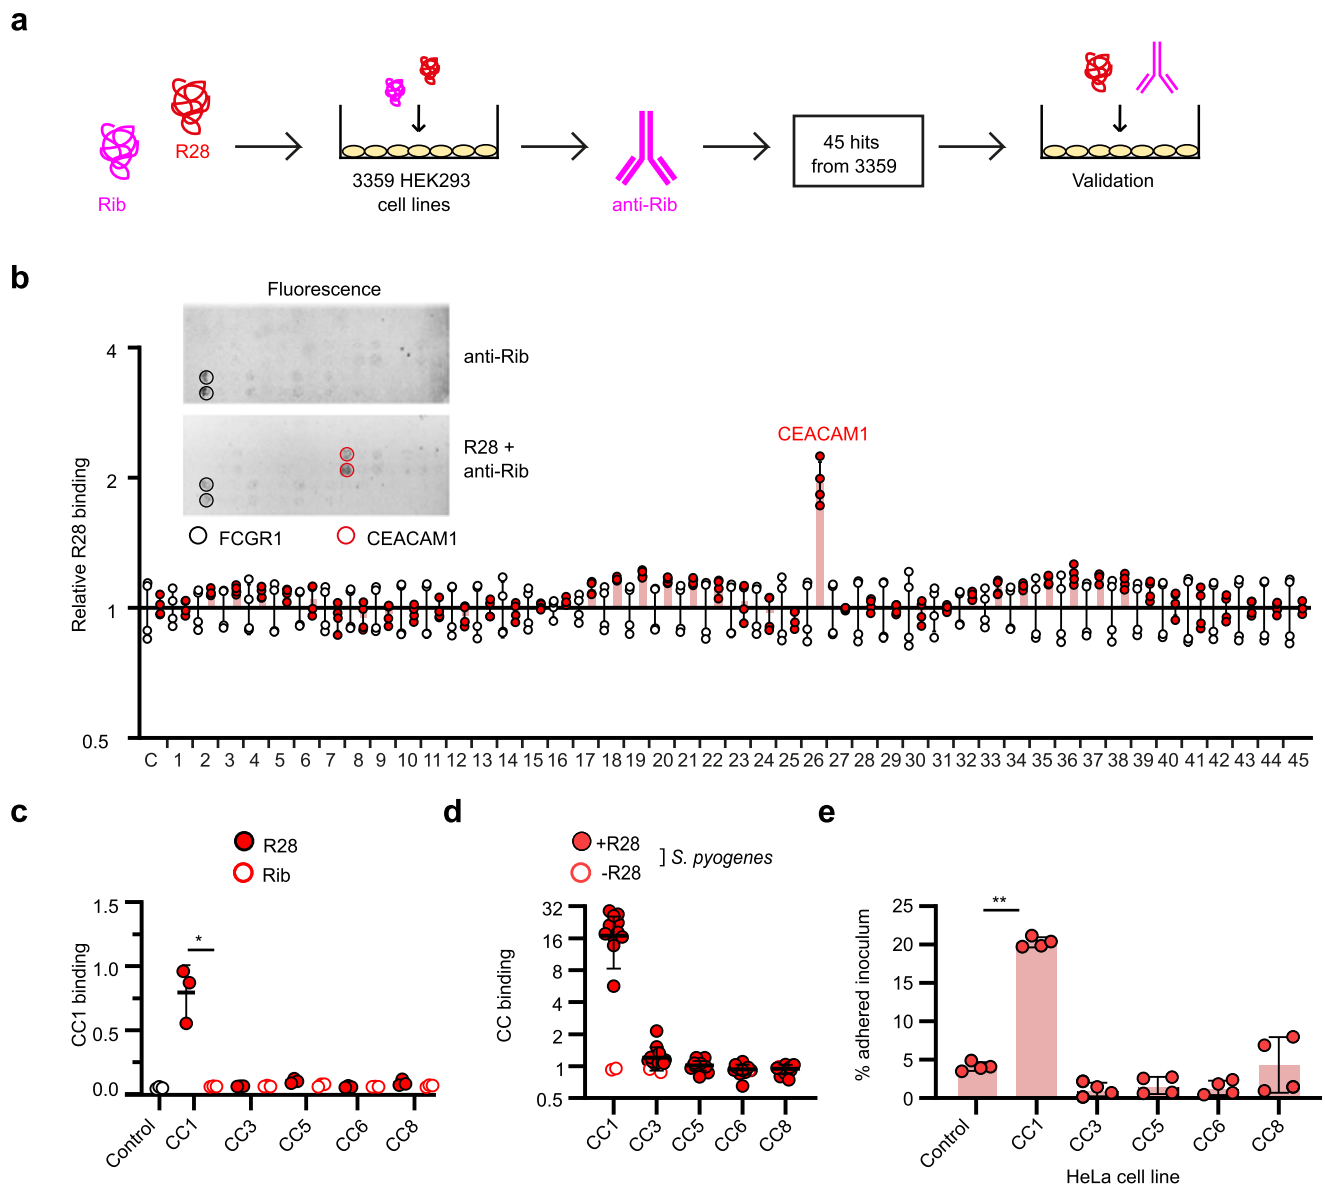 a
Rib
R28
3359 HEK293
cell lines
anti-Rib
45 hits
from 3359
Validation
b
Fluorescence
anti-Rib
R28 +
anti-Rib
FCGR1
CEACAM1
CEACAM1
Relative R28 binding
4
2
1
0.5
C 1 2 3 4 5 6 7 8 9 10 11 12 13 14 15 16 17 18 19 20 21 22 23 24 25 26 27 28 29 30 31 32 33 34 35 36 37 38 39 40 41 42 43 44 45
c
R28
Rib
CC1 binding
1.5
1.0
0.5
0.0
*
Control CC1 CC3 CC5 CC6 CC8
d
+R28
-R28
] S. pyogenes
CC binding
32
16
8
4
2
1
0.5
CC1 CC3 CC5 CC6 CC8
e
% adhered inoculum
25
20
15
10
5
0
**
Control CC1 CC3 CC5 CC6 CC8
HeLa cell line